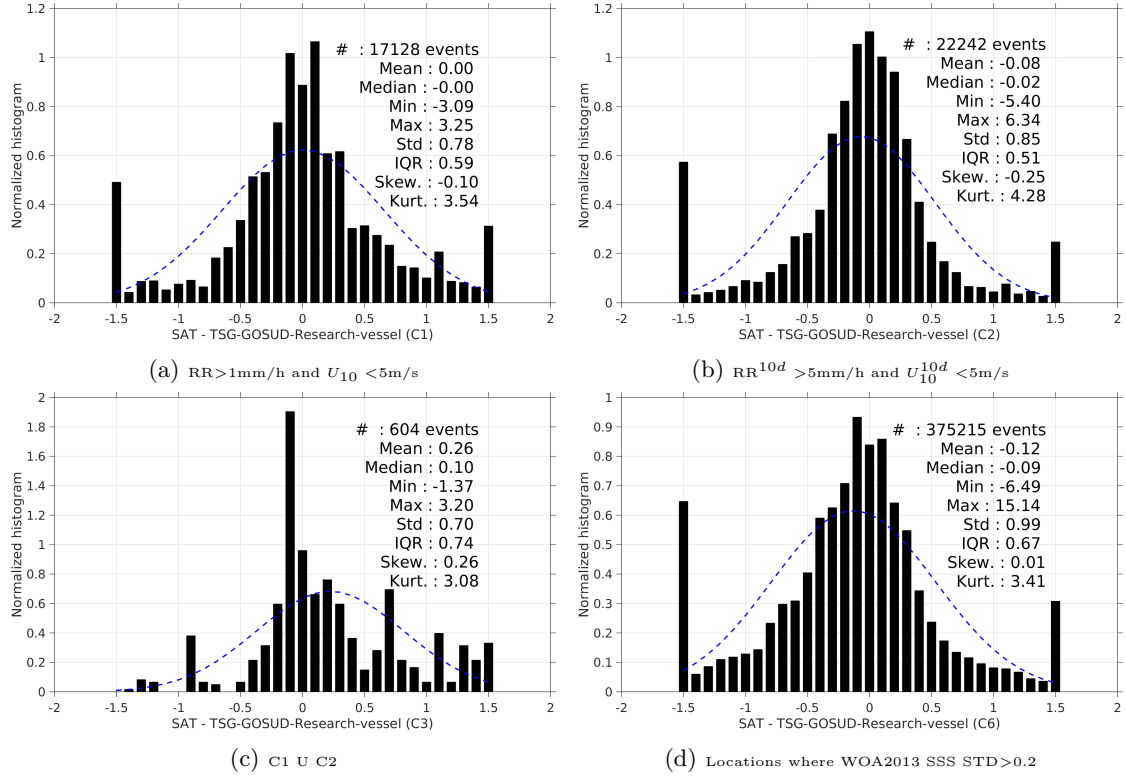 1.2
1
0.8
0.6
0.4
0.2
0
Normalized histogram
# : 17128 events
Mean : 0.00
Median : -0.00
Min : -3.09
Max : 3.25
Std : 0.78
IQR : 0.59
Skew. : -0.10
Kurt. : 3.54
-2 -1.5 -1 -0.5 0 0.5 1 1.5 2
SAT - TSG-GOSUD-Research-vessel (C1)
(a) RR>1mm/h and U10 <5m/s
1.2
1
0.8
0.6
0.4
0.2
0
Normalized histogram
# : 22242 events
Mean : -0.08
Median : -0.02
Min : -5.40
Max : 6.34
Std : 0.85
IQR : 0.51
Skew. : -0.25
Kurt. : 4.28
-2 -1.5 -1 -0.5 0 0.5 1 1.5 2
SAT - TSG-GOSUD-Research-vessel (C2)
(b) RR^10d >5mm/h and U10^10d <5m/s
2
1.8
1.6
1.4
1.2
1
0.8
0.6
0.4
0.2
0
Normalized histogram
# : 604 events
Mean : 0.26
Median : 0.10
Min : -1.37
Max : 3.20
Std : 0.70
IQR : 0.74
Skew. : 0.26
Kurt. : 3.08
-2 -1.5 -1 -0.5 0 0.5 1 1.5 2
SAT - TSG-GOSUD-Research-vessel (C3)
(c) C1 U C2
1
0.9
0.8
0.7
0.6
0.5
0.4
0.3
0.2
0.1
0
Normalized histogram
# : 375215 events
Mean : -0.12
Median : -0.09
Min : -6.49
Max : 15.14
Std : 0.99
IQR : 0.67
Skew. : 0.01
Kurt. : 3.41
-2 -1.5 -1 -0.5 0 0.5 1 1.5 2
SAT - TSG-GOSUD-Research-vessel (C6)
(d) Locations where WOA2013 SSS STD>0.2